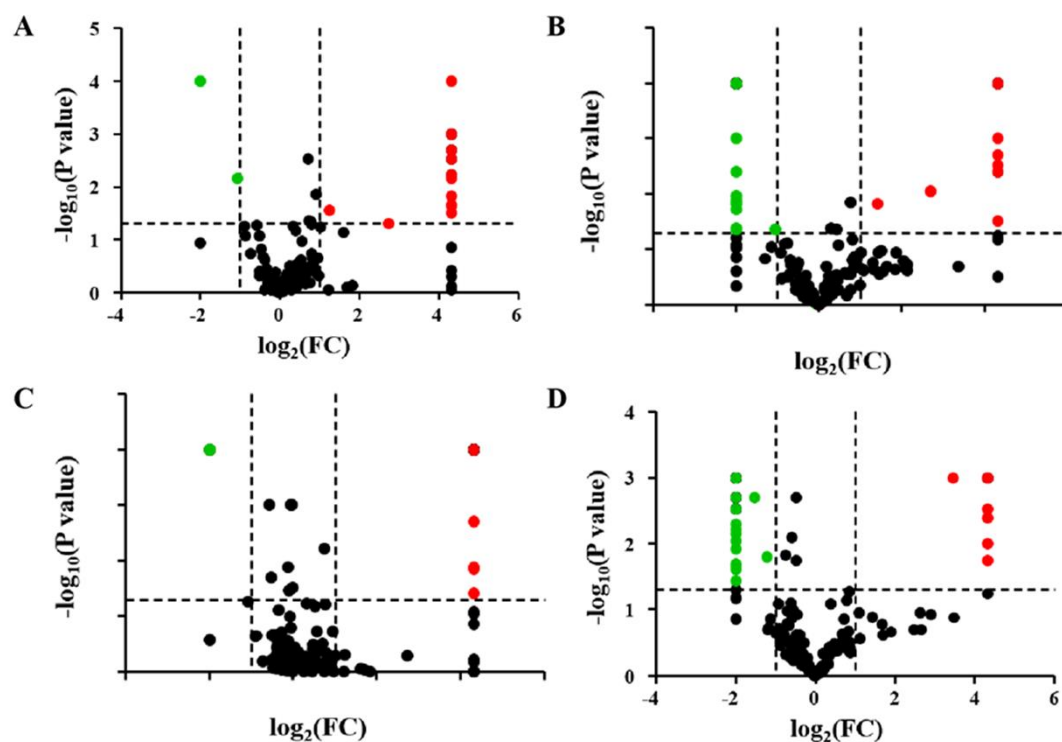 A
5
4
3
2
1
0
-4 -2 0 2 4 6
-log₁₀(P value)
log₂(FC)
B
-log₁₀(P value)
log₂(FC)
C
-log₁₀(P value)
log₂(FC)
D
4
3
2
1
0
-4 -2 0 2 4 6
-log₁₀(P value)
log₂(FC)